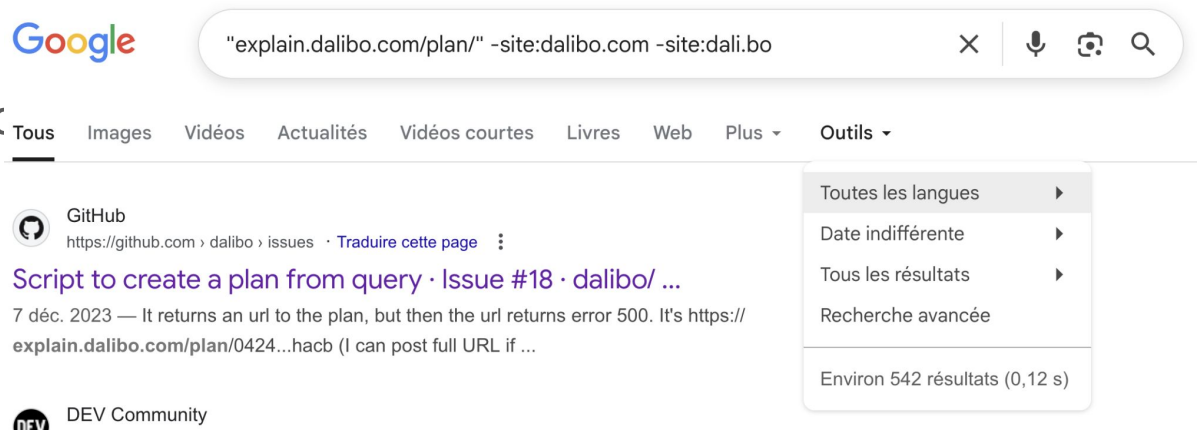 Google
"explain.dalibo.com/plan/" -site:dalibo.com -site:dali.bo
Tous Images Vidéos Actualités Vidéos courtes Livres Web Plus Outils
Toutes les langues
Date indifférente
Tous les résultats
Recherche avancée
Environ 542 résultats (0,12 s)
GitHub
https://github.com › dalibo › issues · Traduire cette page
Script to create a plan from query · Issue #18 · dalibo/ ...
7 déc. 2023 — It returns an url to the plan, but then the url returns error 500. It's https://
explain.dalibo.com/plan/0424...hacb (I can post full URL if ...
DEV Community
DEV